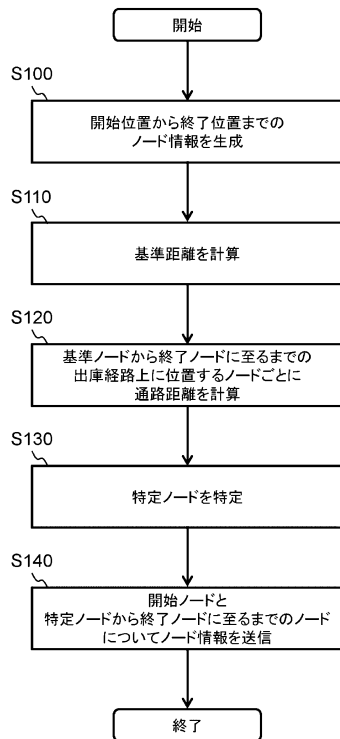 開始
S100
開始位置から終了位置までの
ノード情報を生成
S110
基準距離を計算
S120
基準ノードから終了ノードに至るまでの
出庫経路上に位置するノードごとに
通路距離を計算
S130
特定ノードを特定
S140
開始ノードと
特定ノードから終了ノードに至るまでのノード
についてノード情報を送信
終了